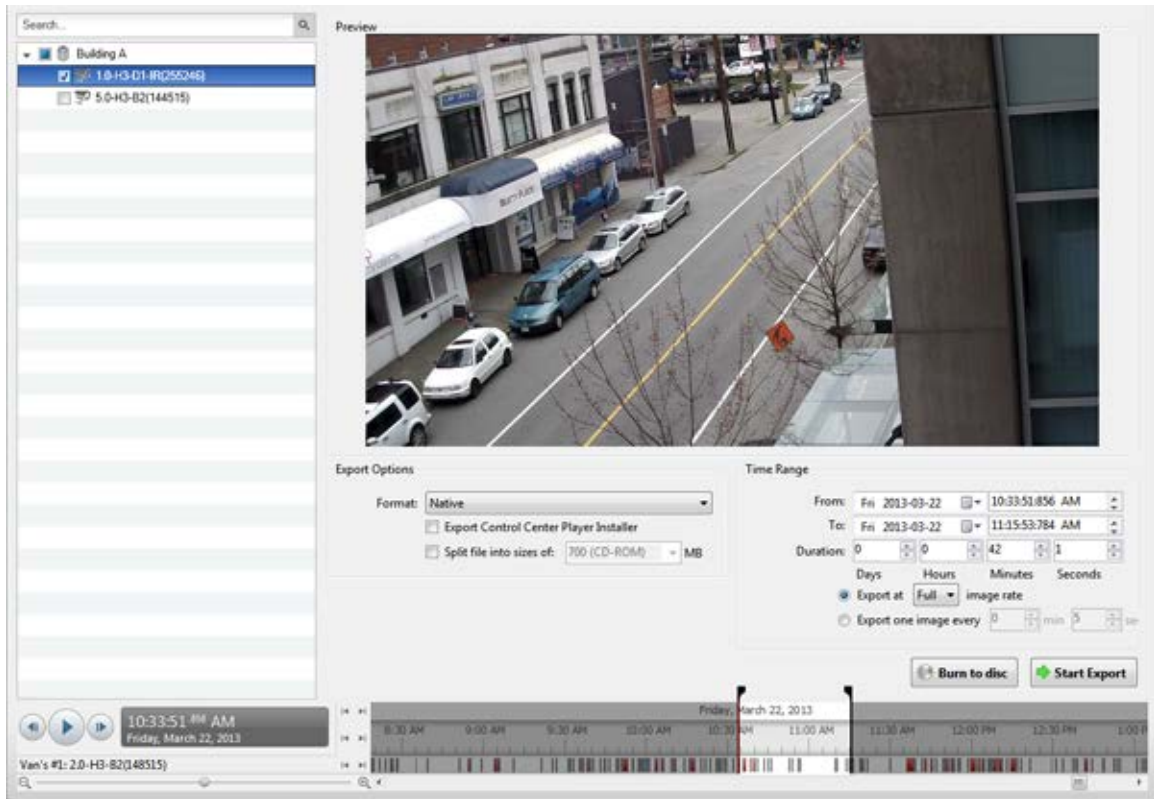 Search...
Building A
1.0-H3-D1-IR(255246)
5.0-H3-B2(144515)
Preview
Export Options
Format: Native
Export Control Center Player Installer
Split file into sizes of: 700 (CD-ROM) MB
Time Range
From: Fri 2013-03-22 10:33:51:856 AM
To: Fri 2013-03-22 11:15:53:784 AM
Duration: 0 0 42 1
Days Hours Minutes Seconds
Export at Full image rate
Export one image every 0 min 5
Burn to disc Start Export
10:33:51 AM
Friday, March 22, 2013
Friday, March 22, 2013
8:30 AM 9:00 AM 9:30 AM 10:00 AM 10:30 AM 11:00 AM 11:30 AM 12:00 PM 12:30 PM 1:00 P
Van's #1: 2.0-H3-B2(148515)